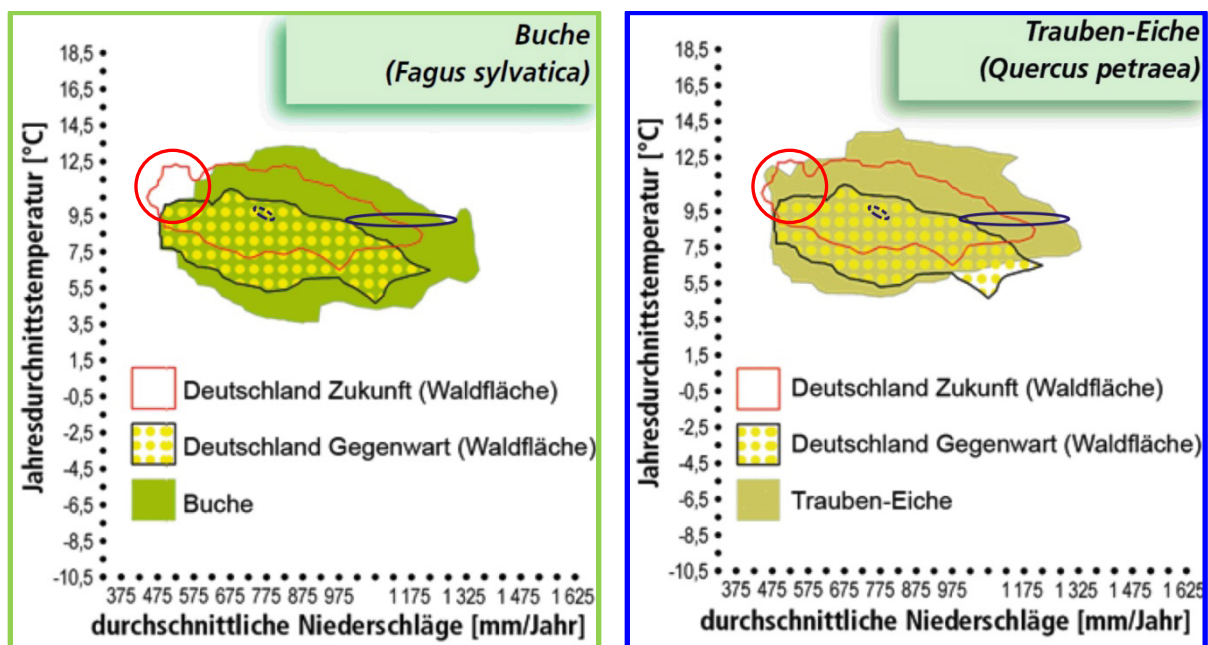 Buche
(Fagus sylvatica)
Jahresdurchnittstemperatur [°C]
18,5
16,5
14,5
12,5
9,5
7,5
5,5
3,5
1,5
-0,5
-2,5
-4,5
-6,5
-8,5
-10,5
Deutschland Zukunft (Waldfläche)
Deutschland Gegenwart (Waldfläche)
Buche
375 475 575 675 775 875 975 1175 1 325 1 475 1 625
durchschnittliche Niederschläge [mm/Jahr]
Trauben-Eiche
(Quercus petraea)
Jahresdurchnittstemperatur [°C]
18,5
16,5
14,5
12,5
9,5
7,5
5,5
3,5
1,5
-0,5
-2,5
-4,5
-6,5
-8,5
-10,5
Deutschland Zukunft (Waldfläche)
Deutschland Gegenwart (Waldfläche)
Trauben-Eiche
375 475 575 675 775 875 975 1 175 1 325 1 475 1 625
durchschnittliche Niederschläge [mm/Jahr]